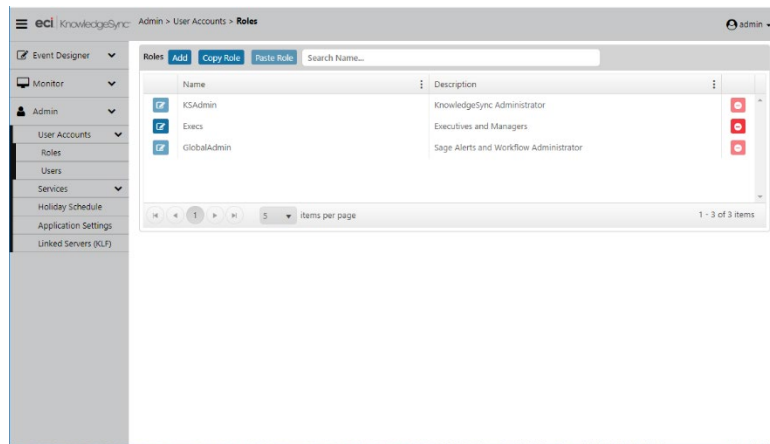 eci KnowledgeSync
Admin > User Accounts > Roles
admin
Event Designer
Monitor
Admin
User Accounts
Roles
Users
Services
Holiday Schedule
Application Settings
Linked Servers (KLF)
Roles Add Copy Role Paste Role Search Name...
Name Description
KSAdmin KnowledgeSync Administrator
Execs Executives and Managers
GlobalAdmin Sage Alerts and Workflow Administrator
1 5 items per page 1 - 3 of 3 items